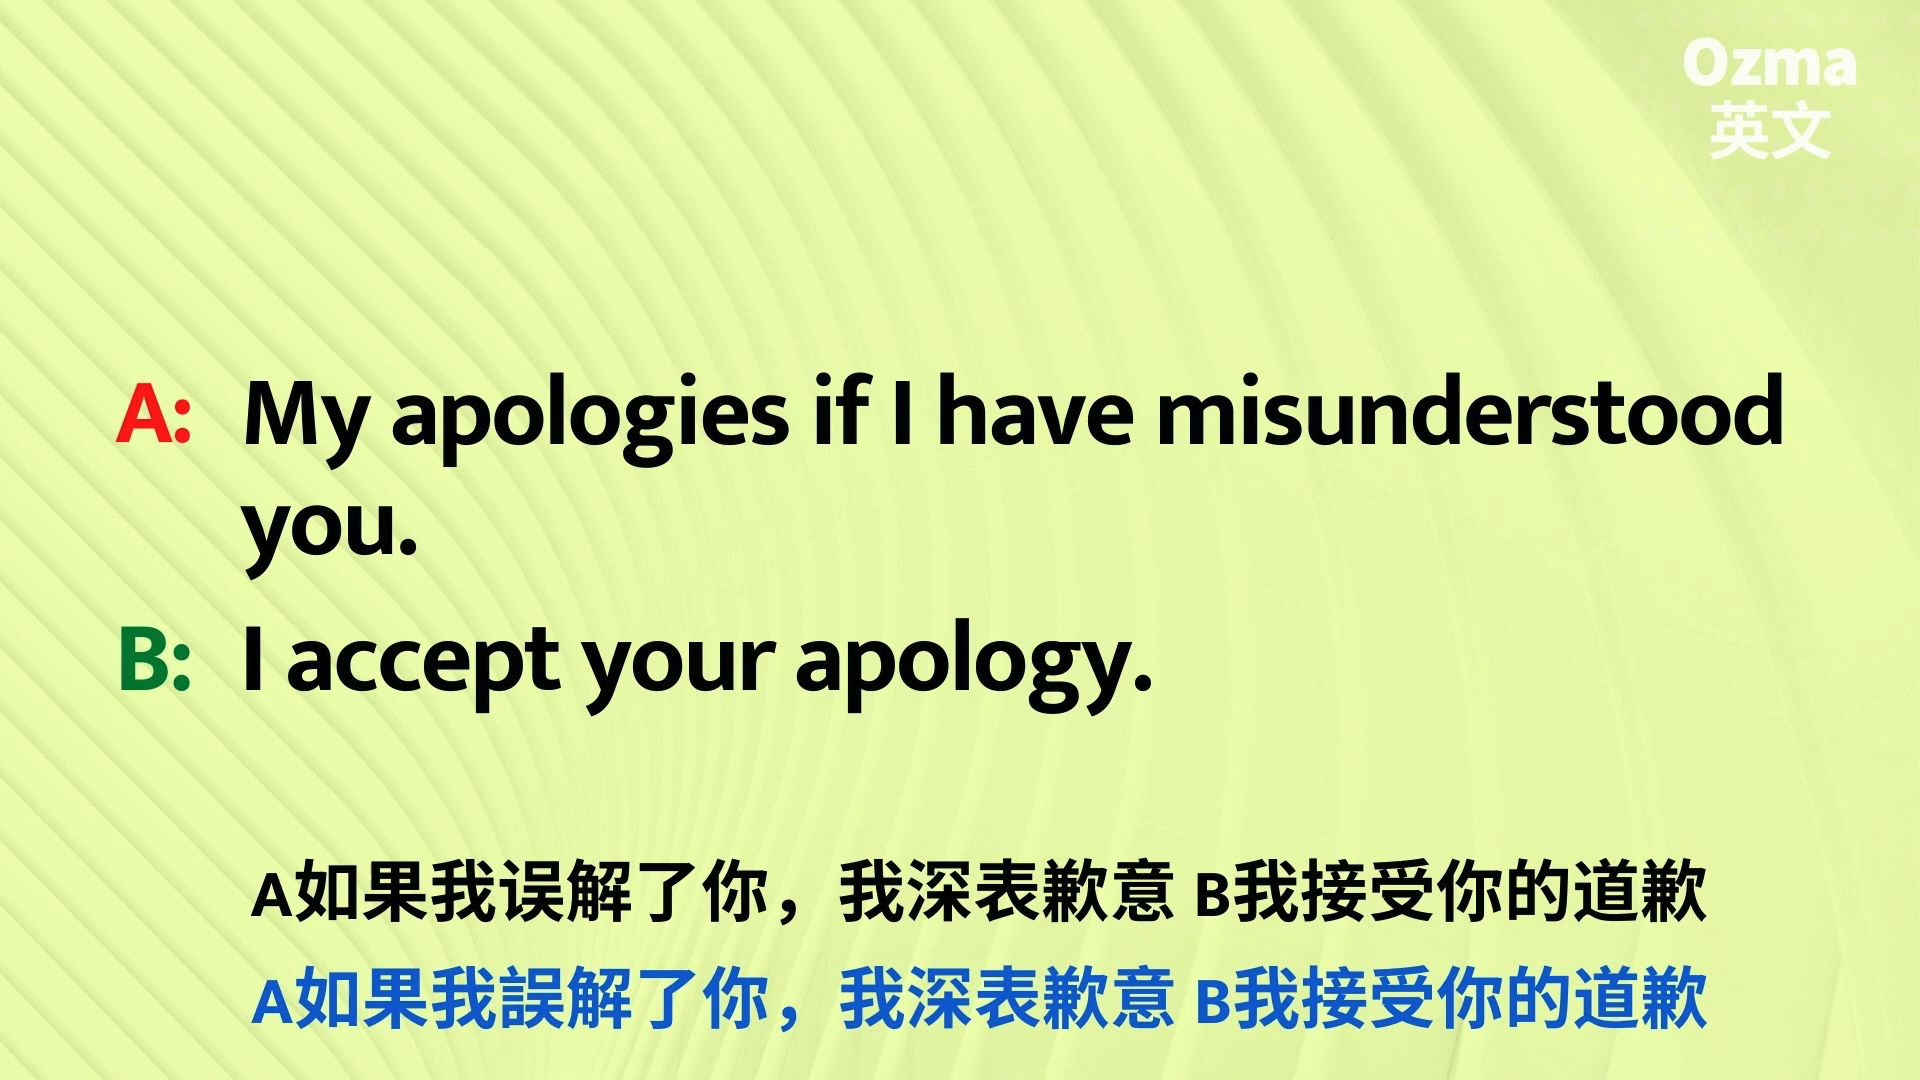 Ozma
英文
A: My apologies if I have misunderstood
you.
B: I accept your apology.
A如果我误解了你，我深表歉意 B我接受你的道歉
A如果我誤解了你，我深表歉意 B我接受你的道歉